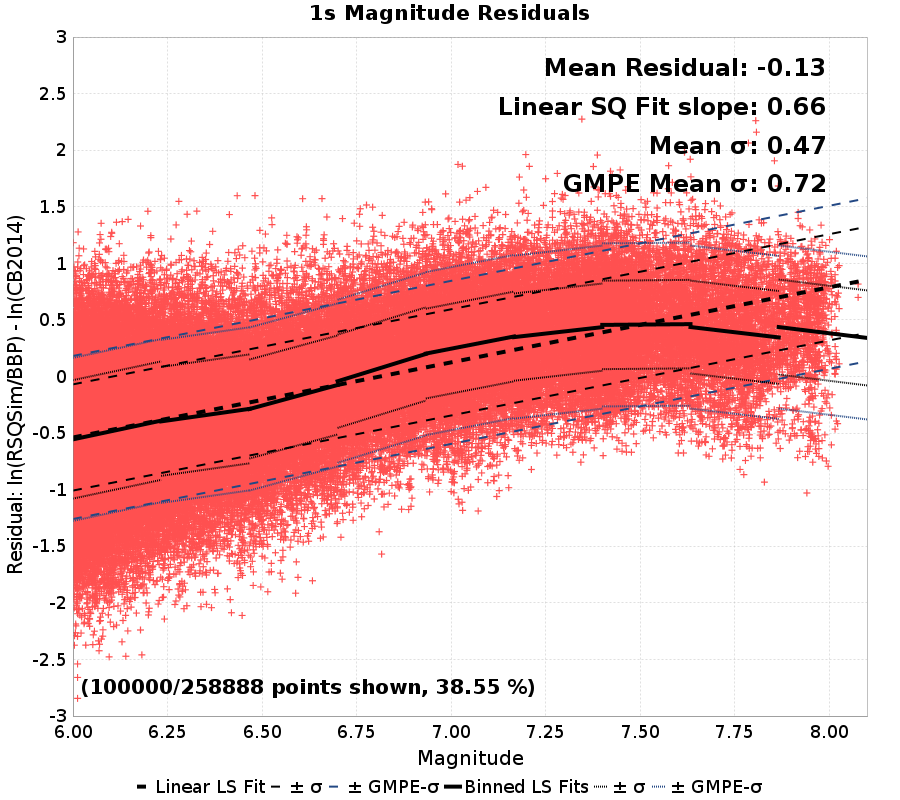 1s Magnitude Residuals
Mean Residual: -0.13
Linear SQ Fit slope: 0.66
Mean σ: 0.47
GMPE Mean σ: 0.72
Residual: ln(RSQSim/BBP) - ln(CB2014)
3
2.5
2
1.5
1
0.5
0
-0.5
-1
-1.5
-2
-2.5
-3
(100000/258888 points shown, 38.55 %)
6.00 6.25 6.50 6.75 7.00 7.25 7.50 7.75 8.00
Magnitude
Linear LS Fit ± σ ± GMPE-σ Binned LS Fits ± σ ± GMPE-σ